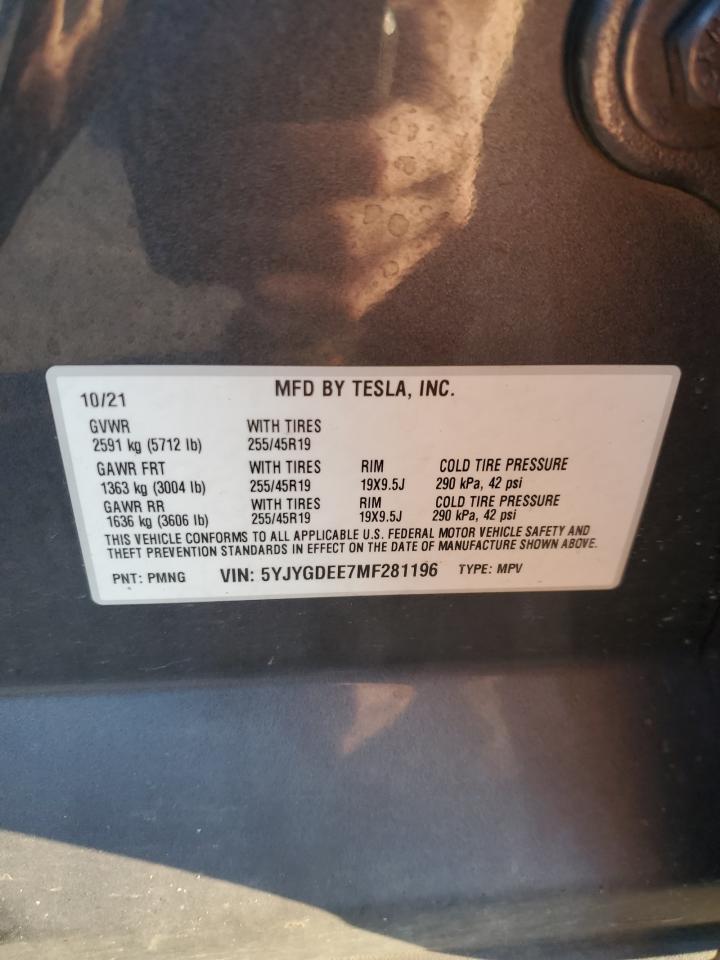 MFD BY TESLA, INC.
10/21
GVWR WITH TIRES
2591 kg (5712 lb) 255/45R19
GAWR FRT WITH TIRES RIM COLD TIRE PRESSURE
1363 kg (3004 lb) 255/45R19 19X9.5J 290 kPa, 42 psi
GAWR RR WITH TIRES RIM COLD TIRE PRESSURE
1636 kg (3606 lb) 255/45R19 19X9.5J 290 kPa, 42 psi
THIS VEHICLE CONFORMS TO ALL APPLICABLE U.S. FEDERAL MOTOR VEHICLE SAFETY AND
THEFT PREVENTION STANDARDS IN EFFECT ON THE DATE OF MANUFACTURE SHOWN ABOVE.
PNT: PMNG VIN: 5YJYGDEE7MF281196 TYPE: MPV